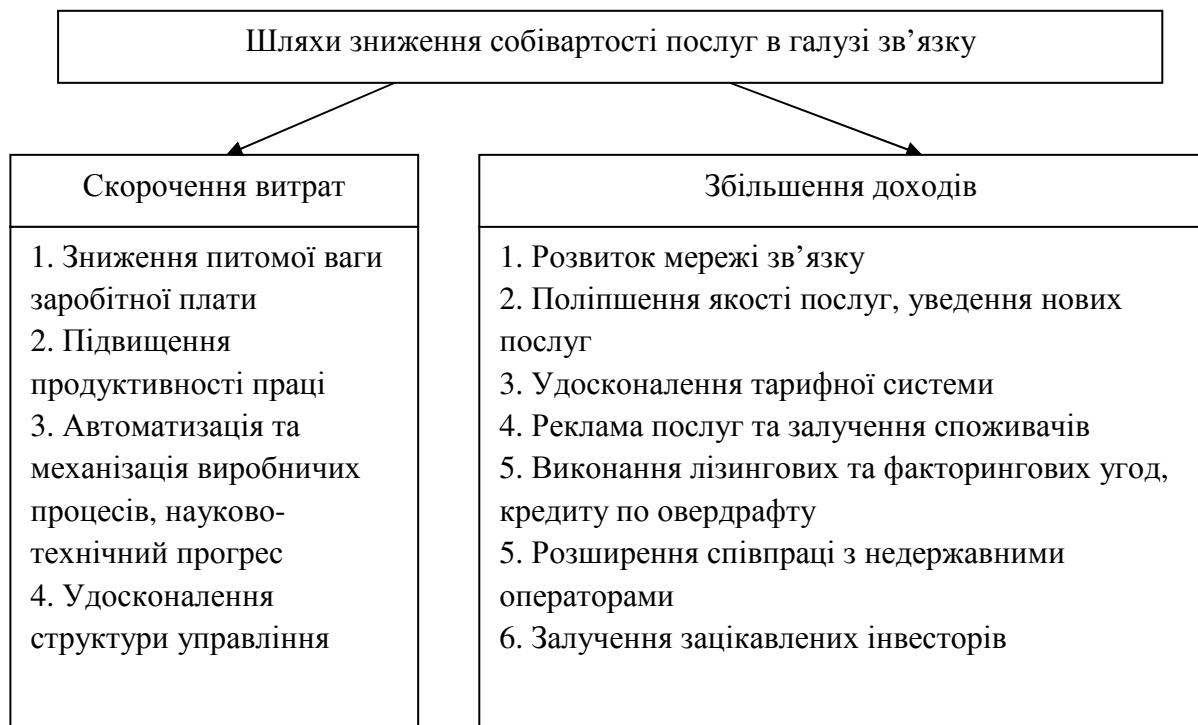 Шляхи зниження собівартості послуг в галузі зв’язку
Скорочення витрат
1. Зниження питомої ваги
заробітної плати
2. Підвищення
продуктивності праці
3. Автоматизація та
механізація виробничих
процесів, науково-
технічний прогрес
4. Удосконалення
структури управління
Збільшення доходів
1. Розвиток мережі зв’язку
2. Поліпшення якості послуг, уведення нових
послуг
3. Удосконалення тарифної системи
4. Реклама послуг та залучення споживачів
5. Виконання лізингових та факторингових угод,
кредиту по овердрафту
5. Розширення співпраці з недержавними
операторами
6. Залучення зацікавлених інвесторів